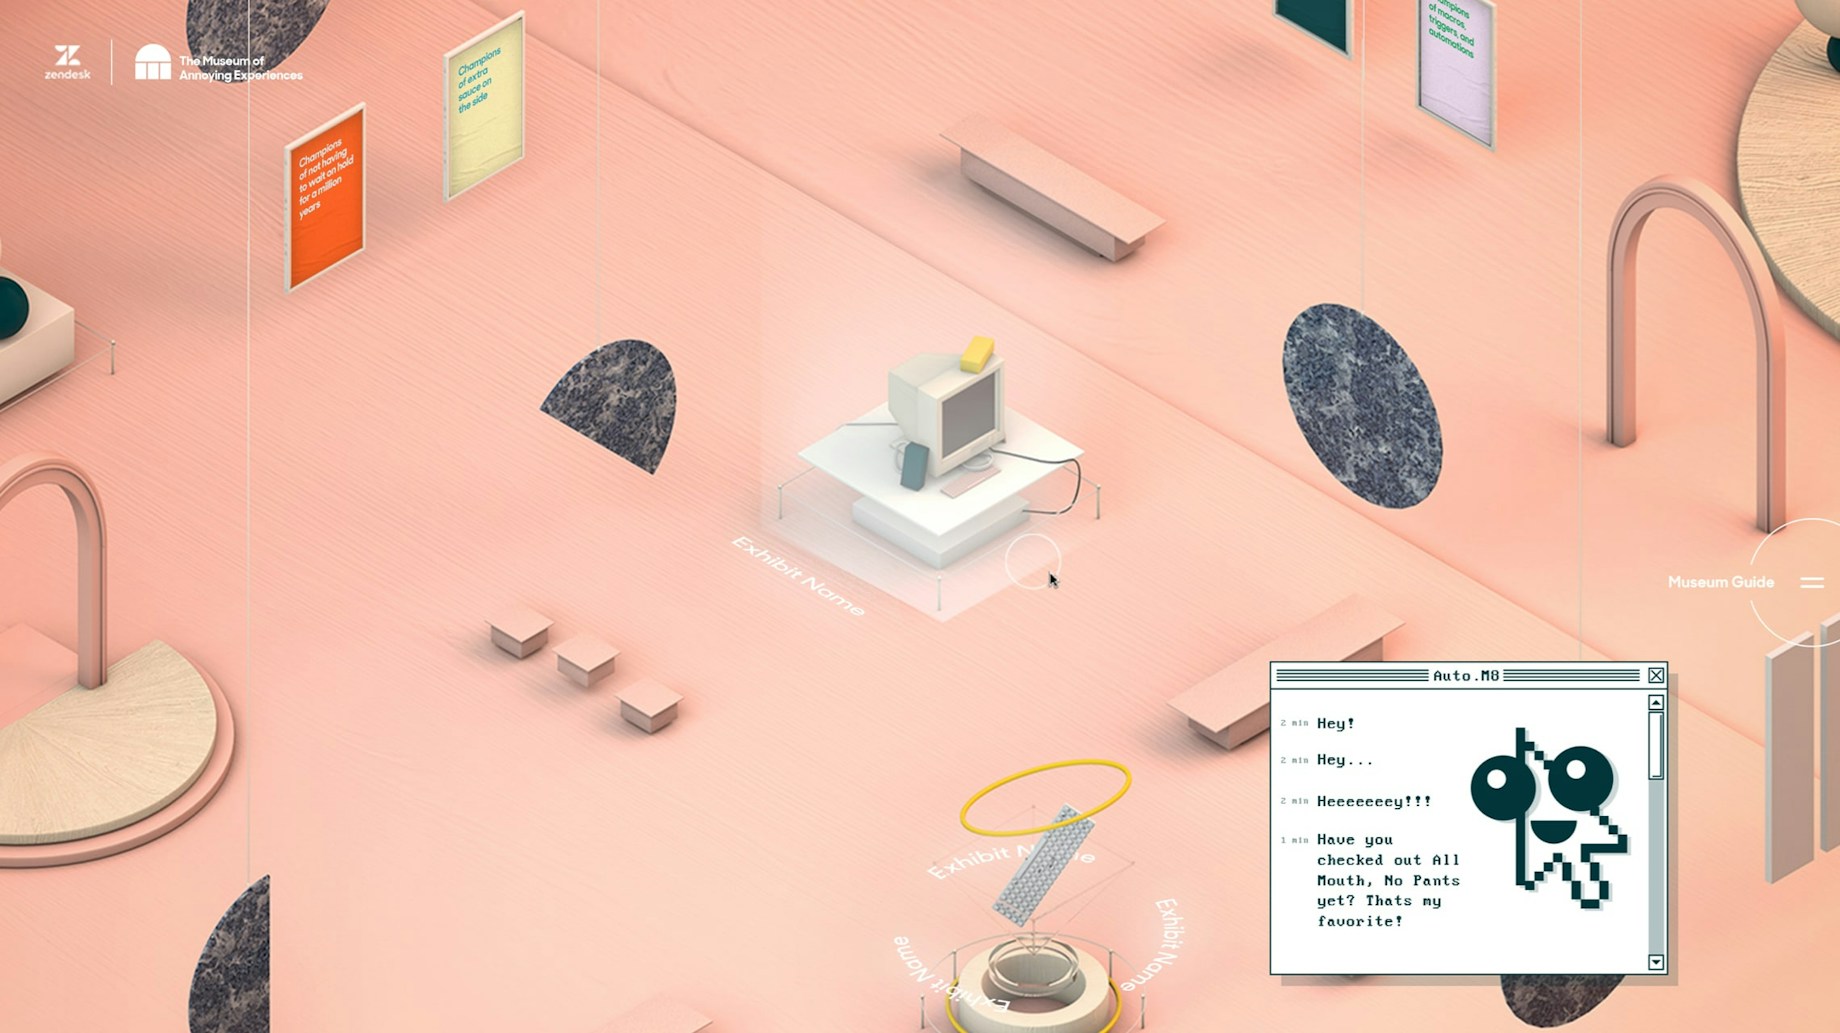 zendesk
The Museum of
Annoying Experiences
Champions
of extra
sauce on
the side
Champions
of not having
to wait on hold
for a million
years
Champions
of macros,
triggers, and
automations
Exhibit Name
Museum Guide
Auto.M8
2 min Hey!
2 min Hey...
2 min Heeeeeeey!!!
1 min Have you
checked out All
Mouth, No Pants
yet? Thats my
favorite!
Exhibit Name
Exhibit Name
Exhibit Name
Exhibit Name